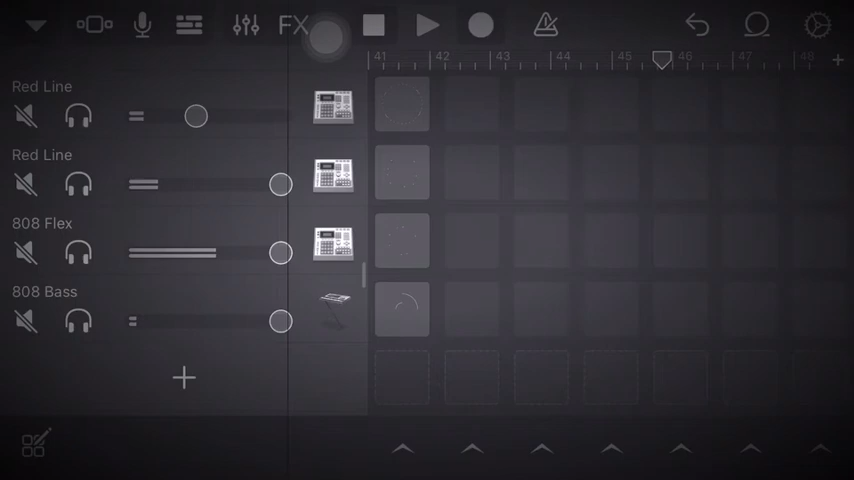 FX
41 42 43 44 45 46 47 48 +
Red Line
Red Line
808 Flex
808 Bass